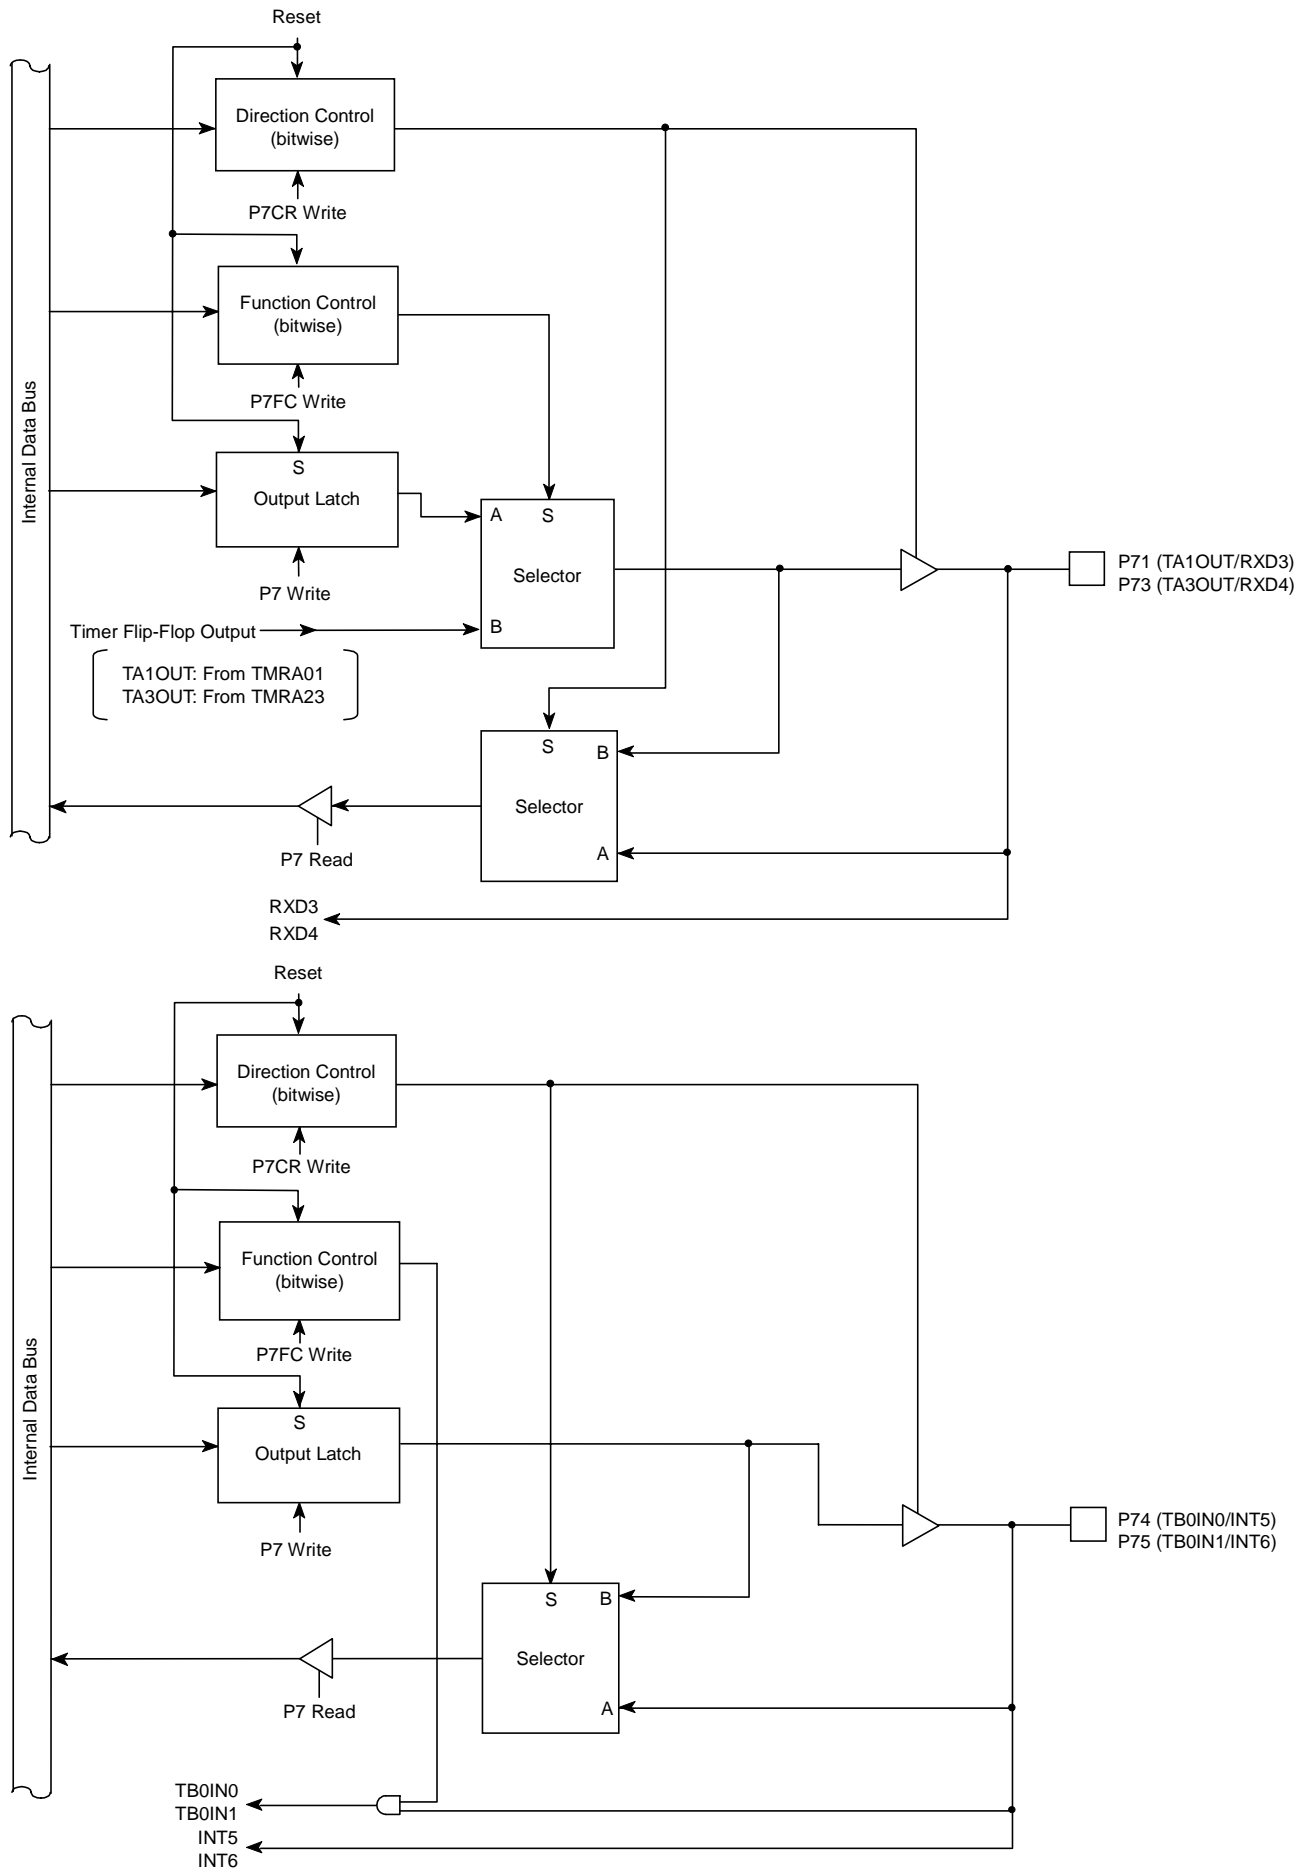 Reset
Direction Control
(bitwise)
P7CR Write
Function Control
(bitwise)
P7FC Write
Internal Data Bus
S
Output Latch
P7 Write
A
S
Selector
B
P71 (TA1OUT/RXD3)
P73 (TA3OUT/RXD4)
Timer Flip-Flop Output
TA1OUT: From TMRA01
TA3OUT: From TMRA23
S
B
Selector
A
P7 Read
RXD3
RXD4
Reset
Direction Control
(bitwise)
P7CR Write
Function Control
(bitwise)
P7FC Write
Internal Data Bus
S
Output Latch
P7 Write
P74 (TB0IN0/INT5)
P75 (TB0IN1/INT6)
S
B
Selector
A
P7 Read
TB0IN0
TB0IN1
INT5
INT6